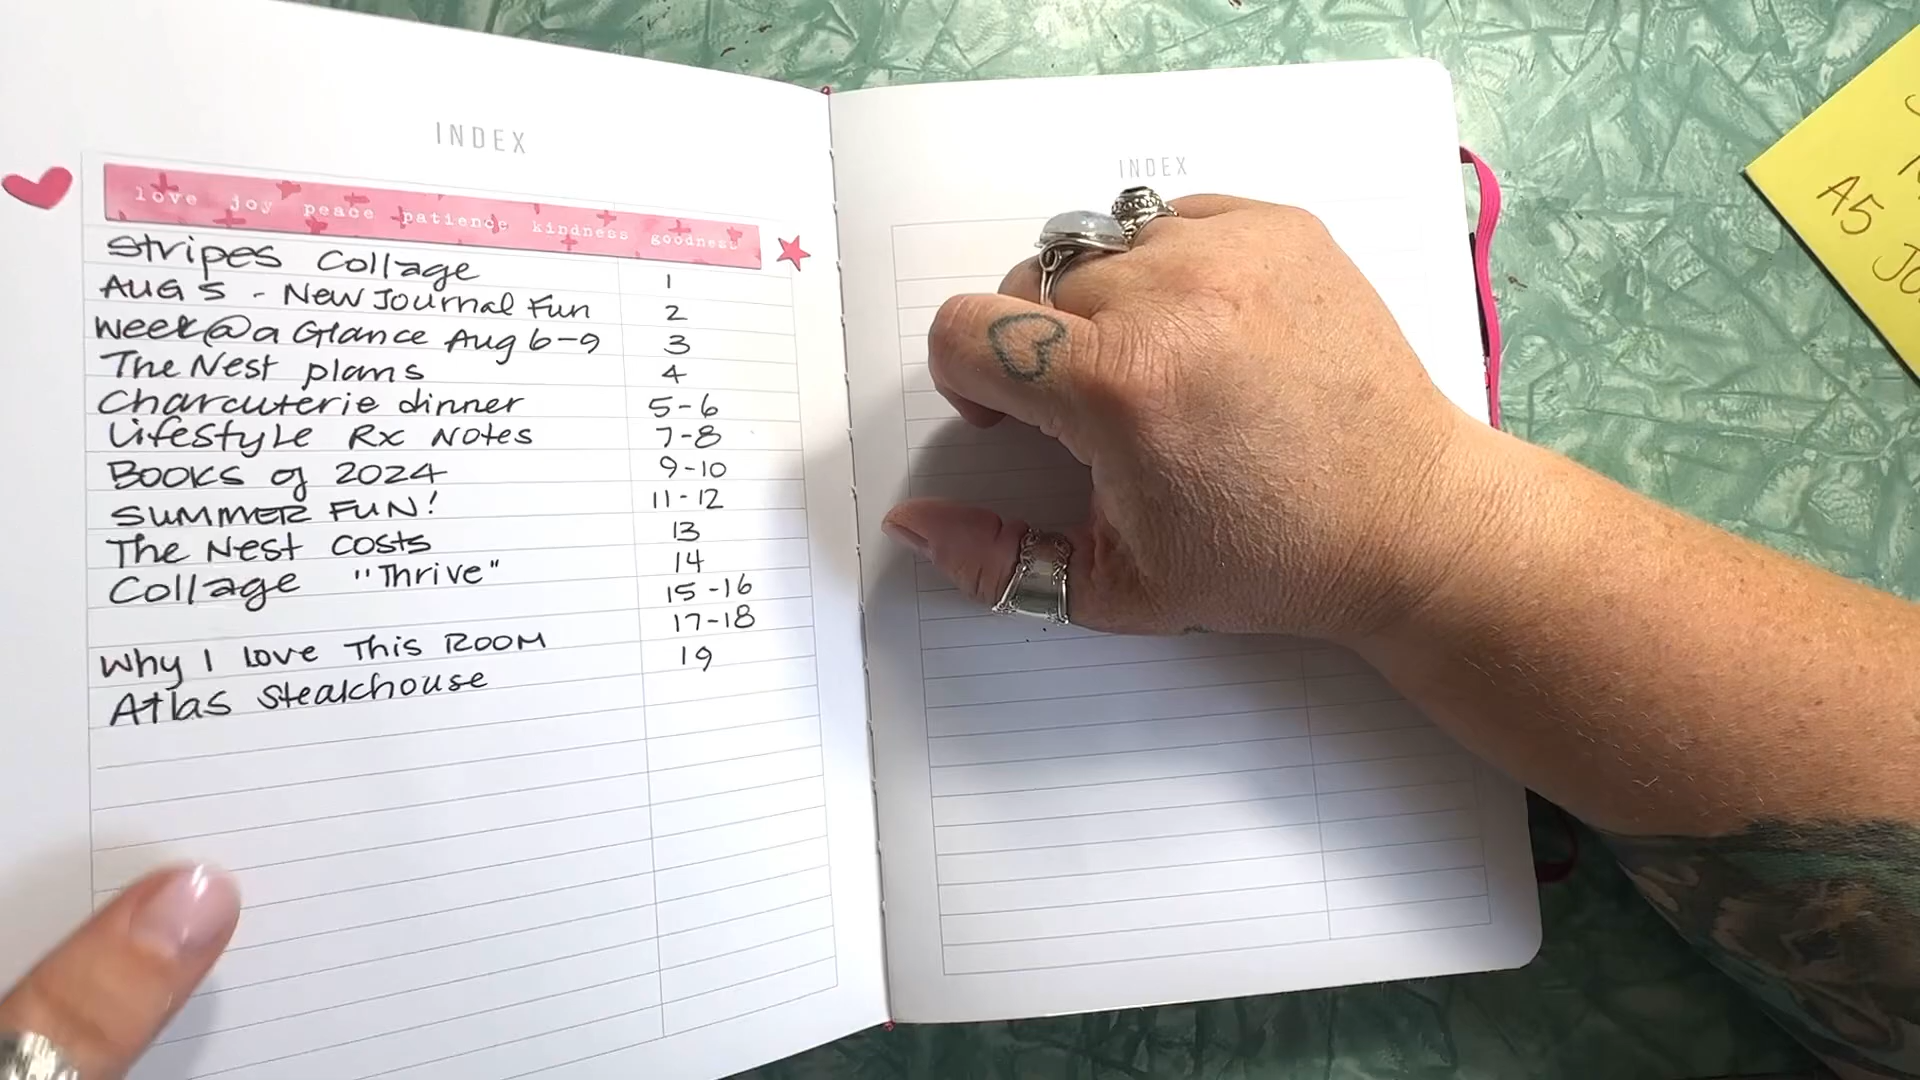 INDEX
love joy peace patience kindness goodness
Stripes Collage 1
Aug 5 - New Journal Fun 2
Week @ a Glance Aug 6-9 3
The Nest plans 4
Charcuterie dinner 5-6
Lifestyle Rx Notes 7-8
Books of 2024 9-10
SUMMER FUN! 11-12
The Nest Costs 13
Collage "Thrive" 14
15-16
Why I Love This Room 17-18
Atlas Steakhouse 19
INDEX
A5